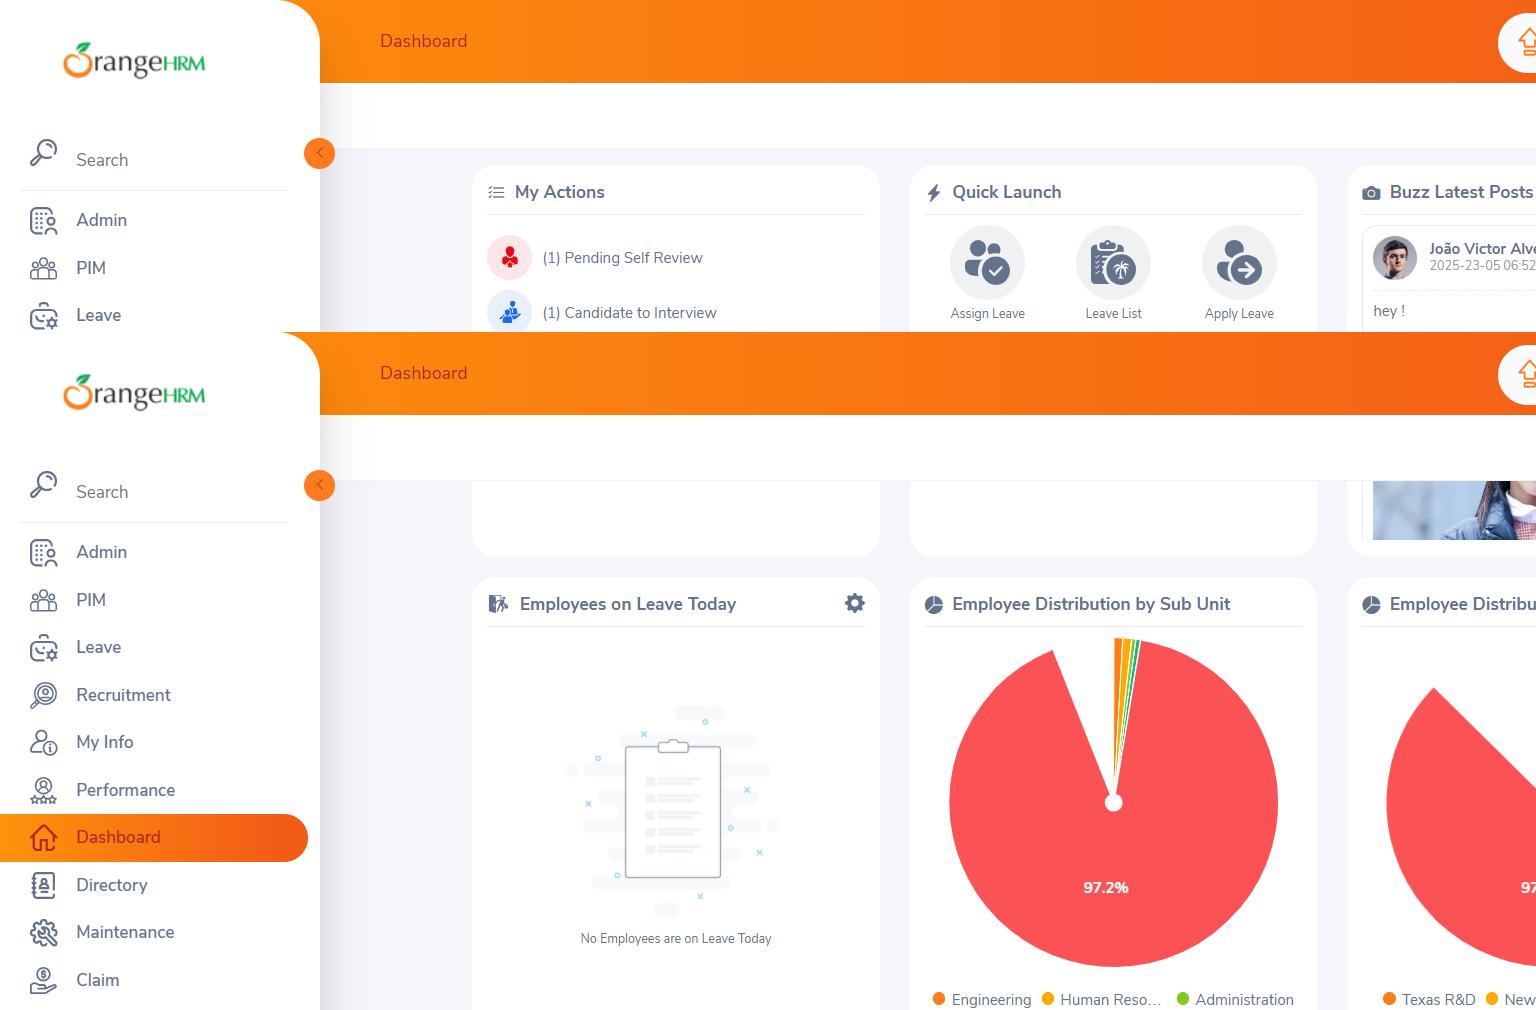 OrangeHRM
Dashboard
Search
Admin
PIM
Leave
My Actions
(1) Pending Self Review
(1) Candidate to Interview
Quick Launch
Assign Leave
Leave List
Apply Leave
Buzz Latest Posts
João Victor Alve
2025-23-05 06:52
hey !
OrangeHRM
Dashboard
Search
Admin
PIM
Leave
Recruitment
My Info
Performance
Dashboard
Directory
Maintenance
Claim
Employees on Leave Today
No Employees are on Leave Today
Employee Distribution by Sub Unit
97.2%
Engineering
Human Reso...
Administration
Employee Distribu
97
Texas R&D
New